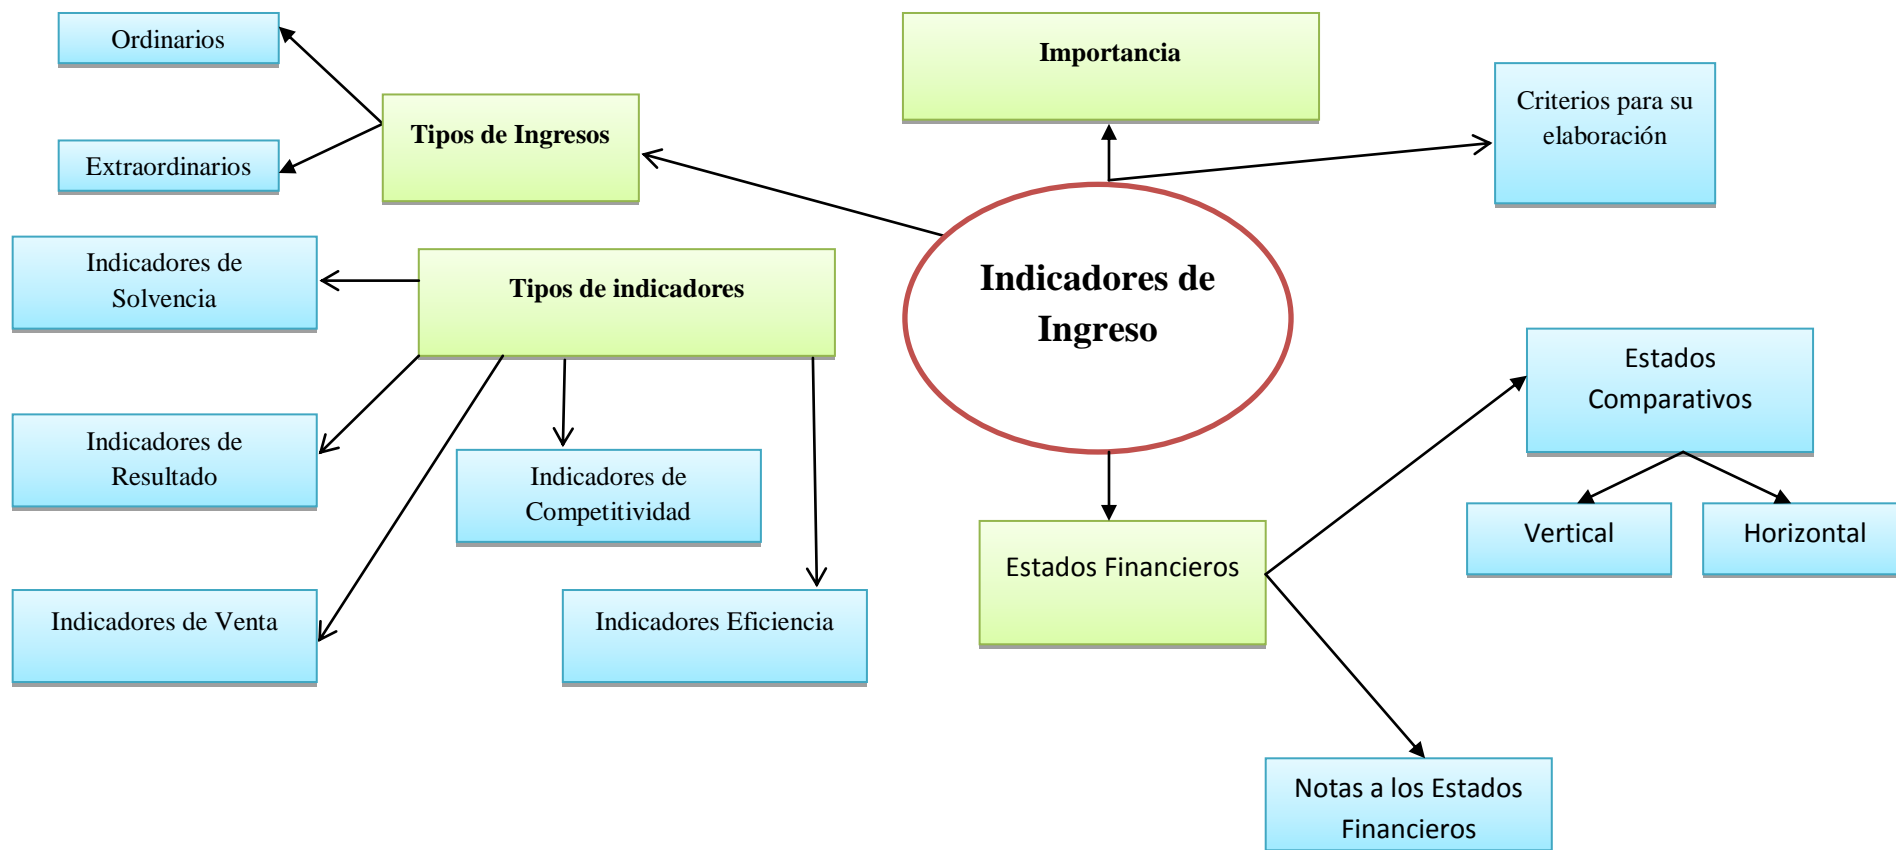 Ordinarios
Importancia
Criterios para su
elaboración
Tipos de Ingresos
Extraordinarios
Indicadores de
Solvencia
Tipos de indicadores
Indicadores de
Ingreso
Estados
Comparativos
Indicadores de
Resultado
Indicadores de
Competitividad
Vertical
Horizontal
Estados Financieros
Indicadores de Venta
Indicadores Eficiencia
Notas a los Estados
Financieros